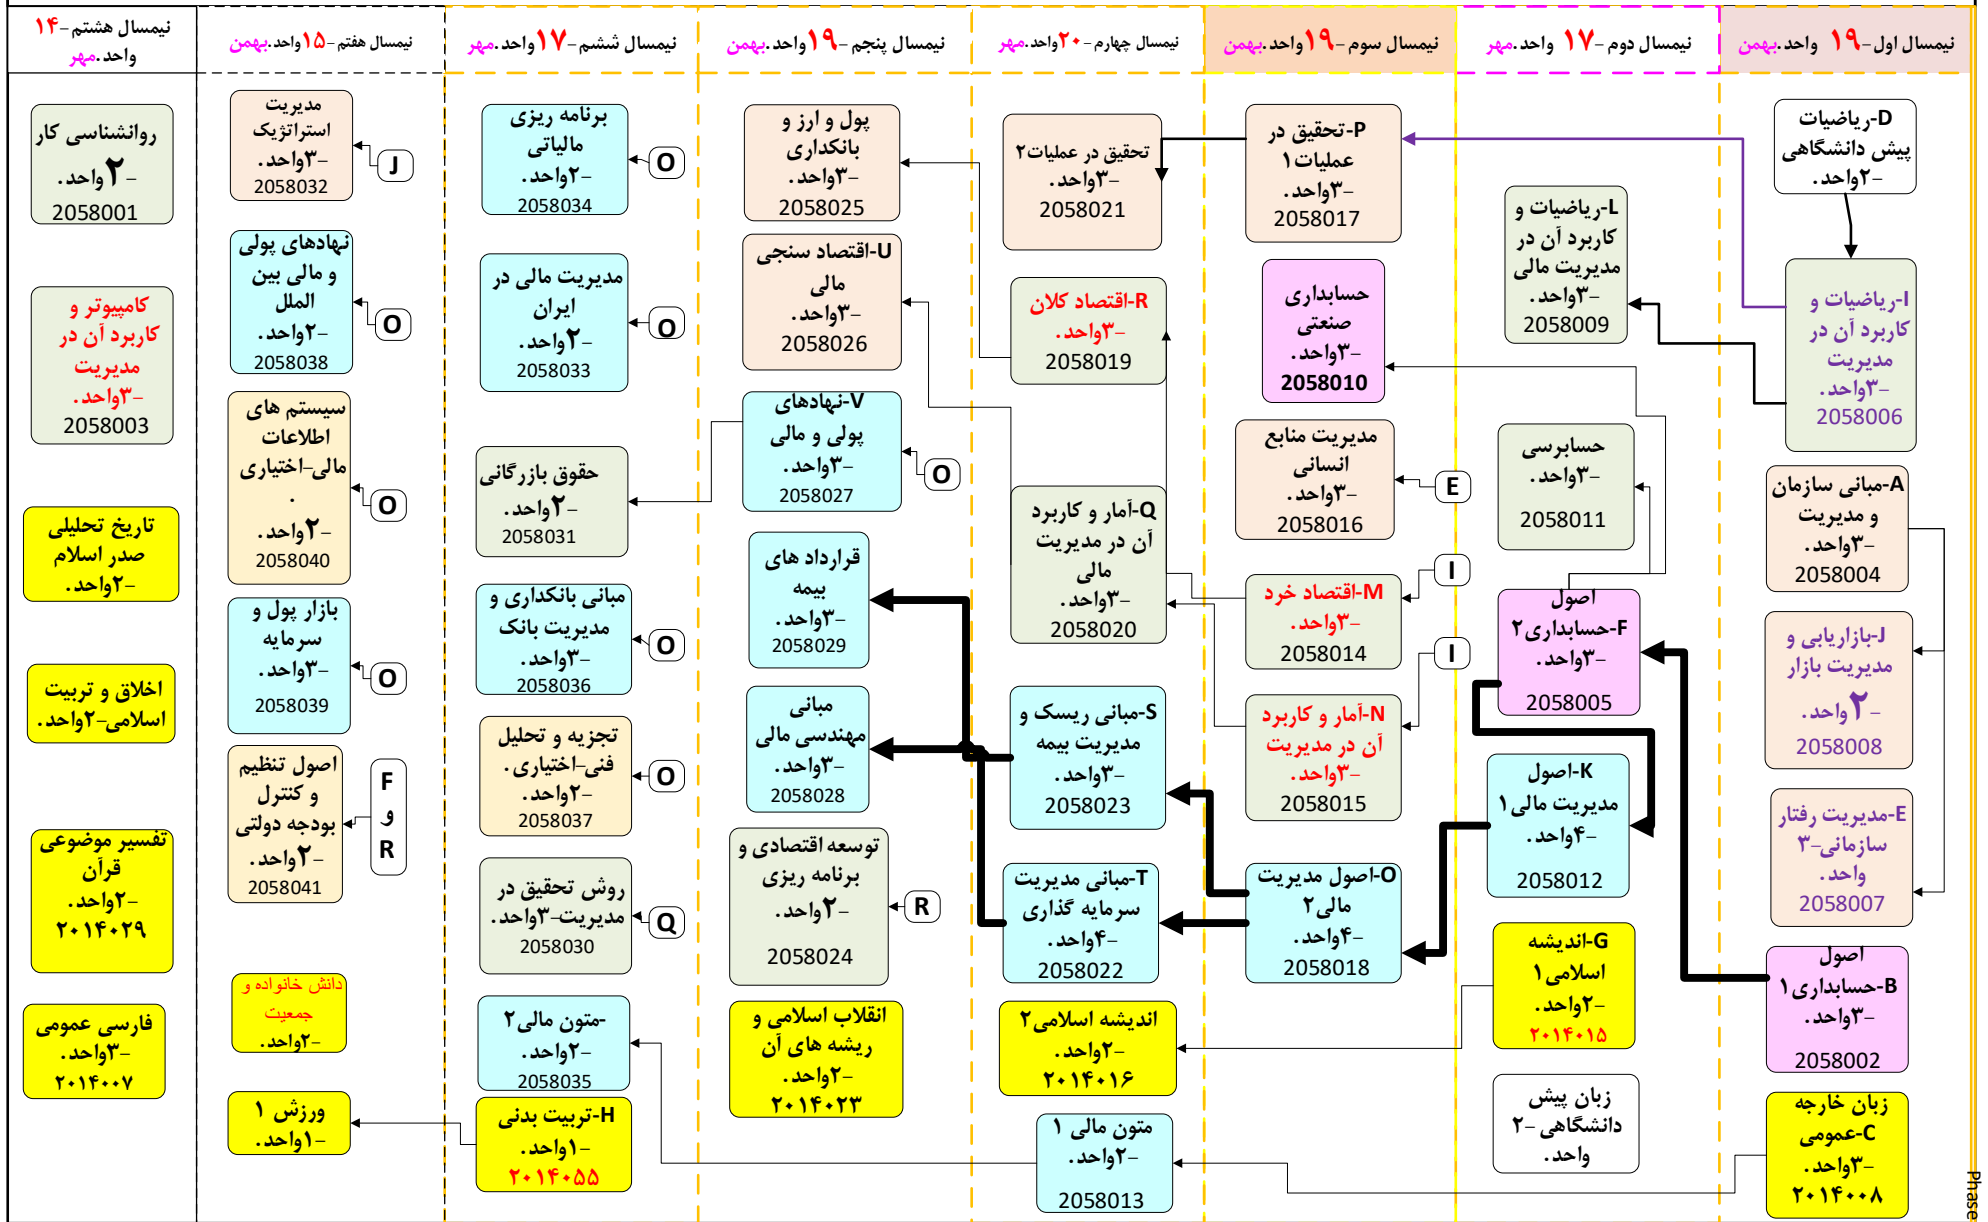 نیمسال اول-۱۹ واحد.بهمن
نیمسال دوم-۱۷ واحد.مهر
نیمسال سوم-۱۹واحد.بهمن
نیمسال چهارم-۲۰واحد.مهر
نیمسال پنجم-۱۹واحد.بهمن
نیمسال ششم-۱۷واحد.مهر
نیمسال هفتم-۱۵واحد.بهمن
نیمسال هشتم-۱۴
واحد.مهر
D-ریاضیات
پیش دانشگاهی
-۲واحد.
I-ریاضیات و
کاربرد آن در
مدیریت
-۳واحد.
2058006
A-مبانی سازمان
و مدیریت
-۳واحد.
2058004
J-بازاریابی و
مدیریت بازار
-۲واحد.
2058008
E-مدیریت رفتار
سازمانی-۳
واحد.
2058007
اصول
B-حسابداری۱
-۳واحد.
2058002
زبان خارجه
C-عمومی
-۳واحد.
۲۰۱۴۰۰۸
L-ریاضیات و
کاربرد آن در
مدیریت مالی
-۳واحد.
2058009
حسابرسی
-۳واحد.
2058011
اصول
F-حسابداری۲
-۳واحد.
2058005
K-اصول
مدیریت مالی۱
-۴واحد.
2058012
G-اندیشه
اسلامی۱
-۲واحد.
۲۰۱۴۰۱۵
زبان پیش
دانشگاهی-۲
واحد.
P-تحقیق در
عملیات۱
-۳واحد.
2058017
حسابداری
صنعتی
-۳واحد.
2058010
مدیریت منابع
انسانی
-۳واحد.
2058016
E
I
M-اقتصاد خرد
-۳واحد.
2058014
I
N-آمار و کاربرد
آن در مدیریت
-۳واحد.
2058015
O-اصول مدیریت
مالی۲
-۴واحد.
2058018
تحقیق در عملیات۲
-۳واحد.
2058021
R-اقتصاد کلان
-۳واحد.
2058019
Q-آمار و کاربرد
آن در مدیریت
مالی
-۳واحد.
2058020
S-مبانی ریسک و
مدیریت بیمه
-۳واحد.
2058023
T-مبانی مدیریت
سرمایه گذاری
-۴واحد.
2058022
اندیشه اسلامی۲
-۲واحد.
۲۰۱۴۰۱۶
متون مالی ۱
-۲واحد.
2058013
پول و ارز و
بانکداری
-۳واحد.
2058025
U-اقتصاد سنجی
مالی
-۳واحد.
2058026
V-نهادهای
پولی و مالی
-۳واحد.
2058027
O
قرارداد های
بیمه
-۳واحد.
2058029
مبانی
مهندسی مالی
-۳واحد.
2058028
توسعه اقتصادی و
برنامه ریزی
-۲واحد.
2058024
R
انقلاب اسلامی و
ریشه های آن
-۲واحد.
۲۰۱۴۰۲۳
برنامه ریزی
مالیاتی
-۲واحد.
2058034
O
مدیریت مالی در
ایران
-۲واحد.
2058033
O
حقوق بازرگانی
-۲واحد.
2058031
مبانی بانکداری و
مدیریت بانک
-۳واحد.
2058036
O
تجزیه و تحلیل
فنی-اختیاری.
-۲واحد.
2058037
O
روش تحقیق در
مدیریت-۳واحد.
2058030
Q
-متون مالی۲
-۲واحد.
2058035
H-تربیت بدنی
-۱واحد.
۲۰۱۴۰۵۵
مدیریت
استراتژیک
-۳واحد.
2058032
J
نهادهای پولی
و مالی بین
الملل
-۲واحد.
2058038
O
سیستم های
اطلاعات
مالی-اختیاری
.
-۲واحد.
2058040
O
بازار پول و
سرمایه
-۳واحد.
2058039
O
اصول تنظیم
و کنترل
بودجه دولتی
-۲واحد.
2058041
F
و
R
دانش خانواده و
جمعیت
-۲واحد.
ورزش ۱
-۱واحد.
روانشناسی کار
-۲واحد.
2058001
کامپیوتر و
کاربرد آن در
مدیریت
-۳واحد.
2058003
تاریخ تحلیلی
صدر اسلام
-۲واحد.
اخلاق و تربیت
اسلامی-۲واحد.
تفسیر موضوعی
قرآن
-۲واحد.
۲۰۱۴۰۲۹
فارسی عمومی
-۳واحد.
۲۰۱۴۰۰۷
Phase